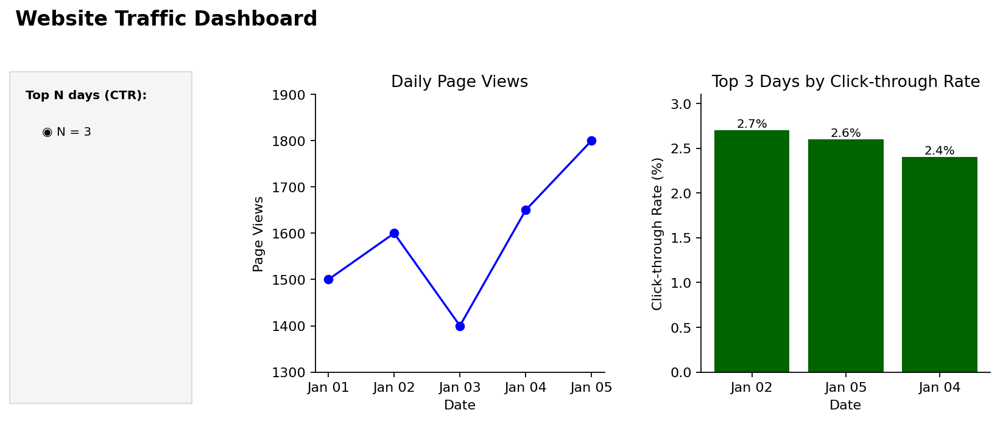 Website Traffic Dashboard
Top N days (CTR):
◉ N = 3
Daily Page Views
1900
1800
1700
1600
1500
1400
1300
Page Views
Jan 01 Jan 02 Jan 03 Jan 04 Jan 05
Date
Top 3 Days by Click-through Rate
3.0
2.5
2.0
1.5
1.0
0.5
0.0
Click-through Rate (%)
2.7%
2.6%
2.4%
Jan 02 Jan 05 Jan 04
Date